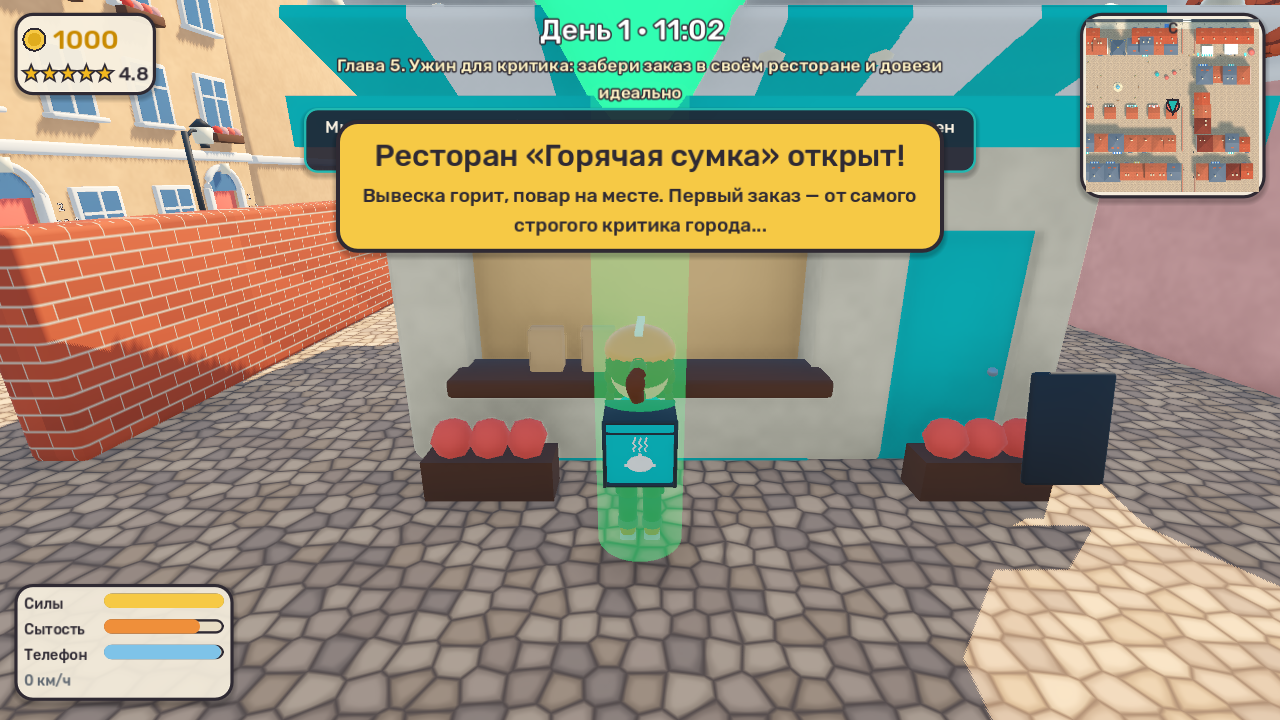 1000
4.8
День 1 • 11:02
Глава 5. Ужин для критика: забери заказ в своём ресторане и довези
идеально
С
Ресторан «Горячая сумка» открыт!
Вывеска горит, повар на месте. Первый заказ — от самого
строгого критика города...
Силы
Сытость
Телефон
0 км/ч